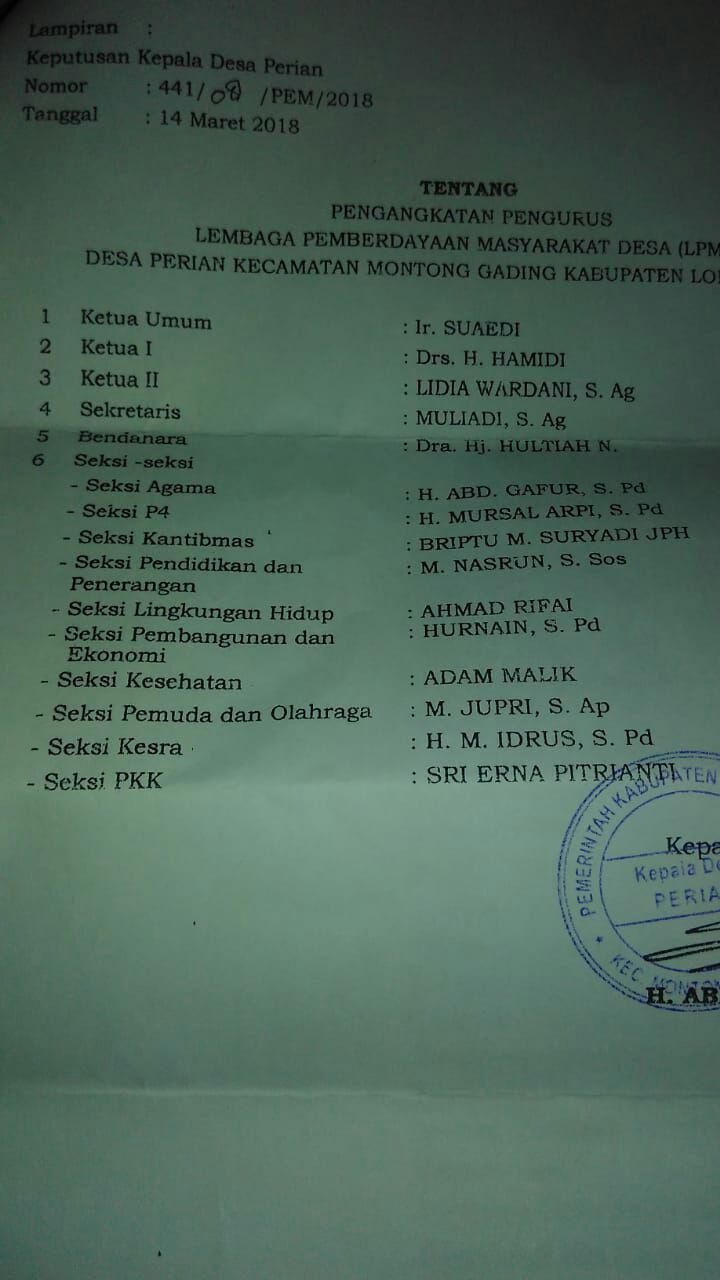 Lampiran :
Keputusan Kepala Desa Perian
Nomor : 441/ 08 /PEM/2018
Tanggal : 14 Maret 2018
TENTANG
PENGANGKATAN PENGURUS
LEMBAGA PEMBERDAYAAN MASYARAKAT DESA (LPM
DESA PERIAN KECAMATAN MONTONG GADING KABUPATEN LO
1 Ketua Umum : Ir. SUAEDI
2 Ketua I : Drs. H. HAMIDI
3 Ketua II : LIDIA WARDANI, S. Ag
4 Sekretaris : MULIADI, S. Ag
5 Bendanara : Dra. Hj. HULTIAH N.
6 Seksi -seksi
- Seksi Agama : H. ABD. GAFUR, S. Pd
- Seksi P4 : H. MURSAL ARPI, S. Pd
- Seksi Kantibmas : BRIPTU M. SURYADI JPH
- Seksi Pendidikan dan : M. NASRUN, S. Sos
Penerangan
- Seksi Lingkungan Hidup : AHMAD RIFAI
- Seksi Pembangunan dan : HURNAIN, S. Pd
Ekonomi
- Seksi Kesehatan : ADAM MALIK
- Seksi Pemuda dan Olahraga : M. JUPRI, S. Ap
- Seksi Kesra : H. M. IDRUS, S. Pd
- Seksi PKK : SRI ERNA PITRIANTI
PEMERINTAH KABUPATEN
Kepa
Kepala De
PERIA
KEC. MONTON
H. AB